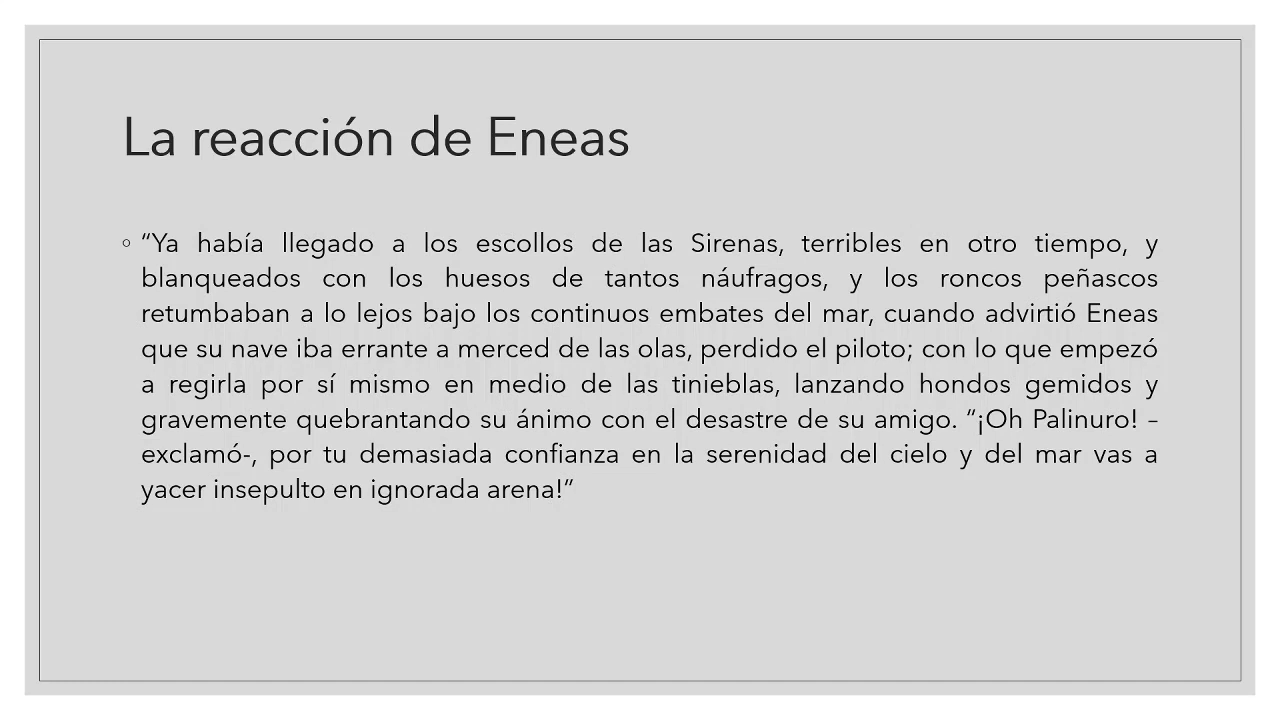 La reacción de Eneas
◦ “Ya había llegado a los escollos de las Sirenas, terribles en otro tiempo, y
blanqueados con los huesos de tantos náufragos, y los roncos peñascos
retumbaban a lo lejos bajo los continuos embates del mar, cuando advirtió Eneas
que su nave iba errante a merced de las olas, perdido el piloto; con lo que empezó
a regirla por sí mismo en medio de las tinieblas, lanzando hondos gemidos y
gravemente quebrantando su ánimo con el desastre de su amigo. “¡Oh Palinuro! –
exclamó-, por tu demasiada confianza en la serenidad del cielo y del mar vas a
yacer insepulto en ignorada arena!”